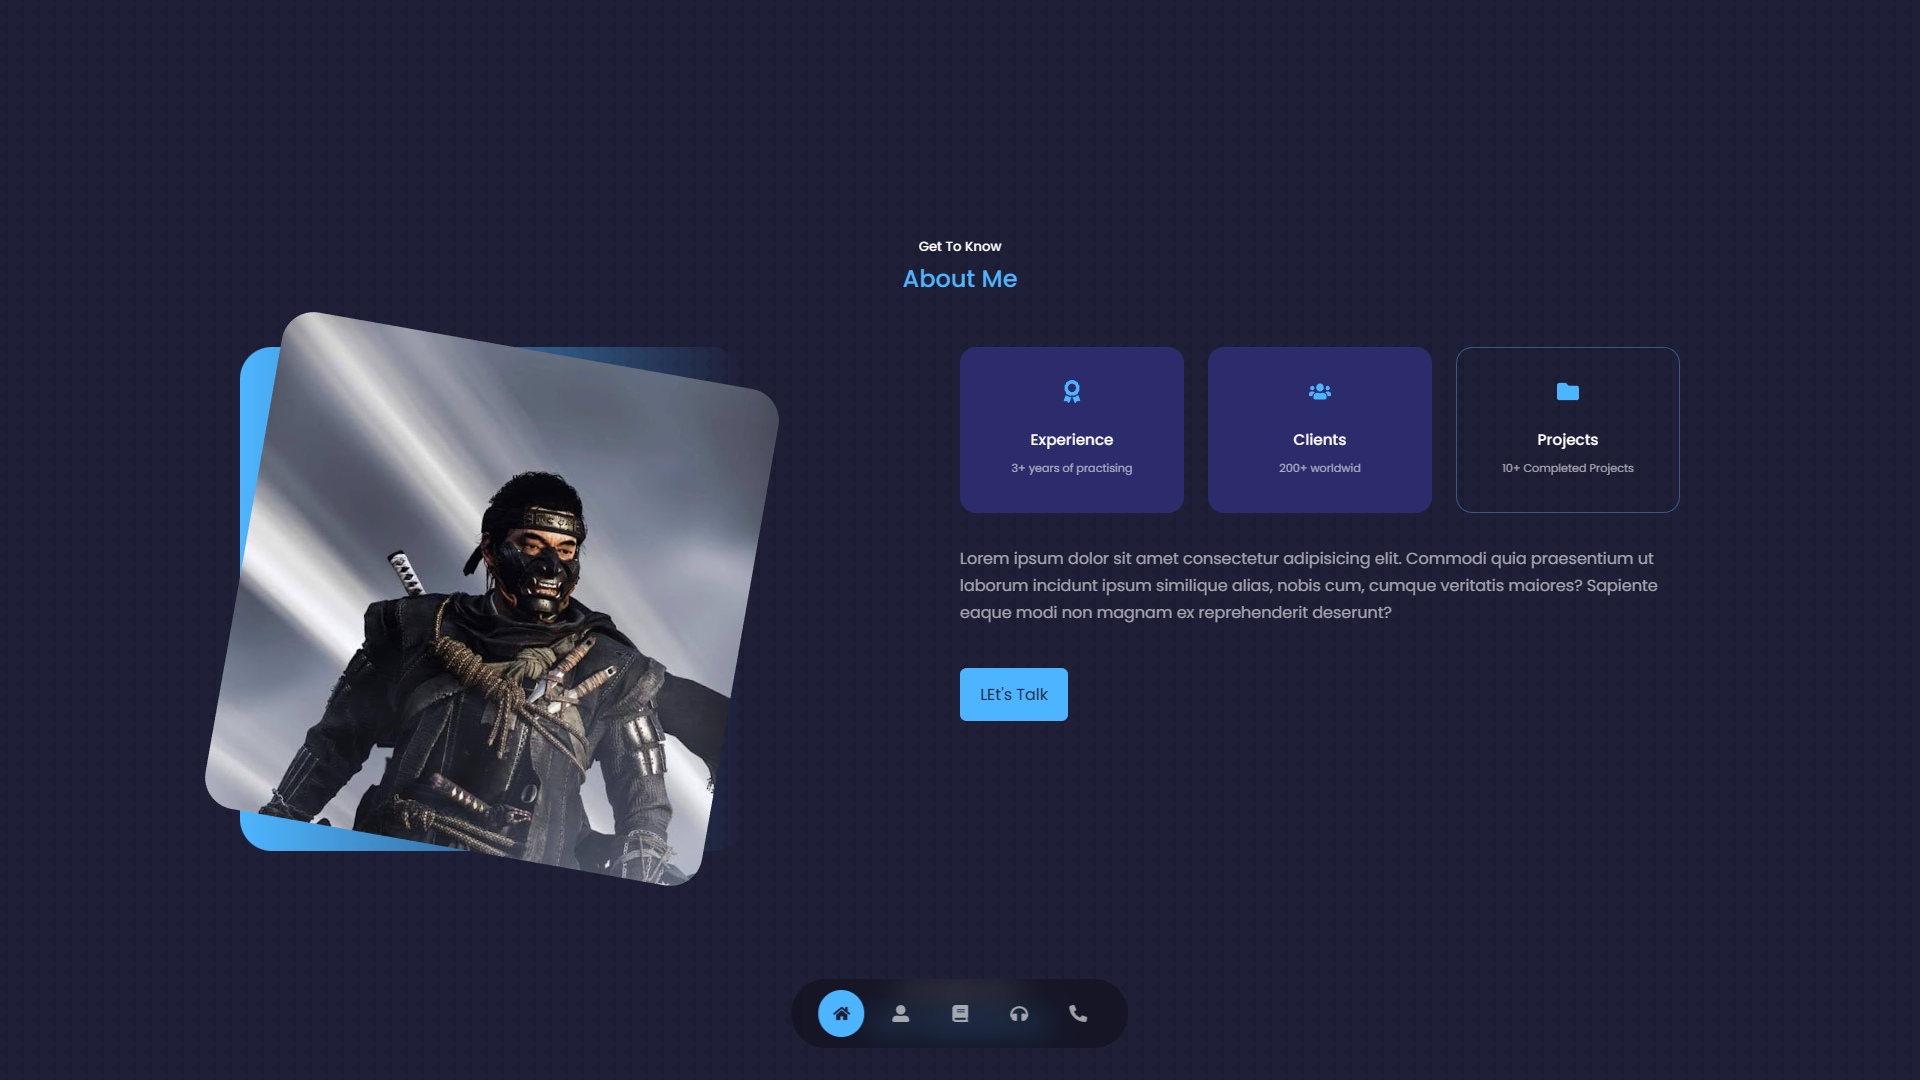 Get To Know
About Me
Experience
3+ years of practising
Clients
200+ worldwid
Projects
10+ Completed Projects
Lorem ipsum dolor sit amet consectetur adipisicing elit. Commodi quia praesentium ut
laborum incidunt ipsum similique alias, nobis cum, cumque veritatis maiores? Sapiente
eaque modi non magnam ex reprehenderit deserunt?
LEt's Talk